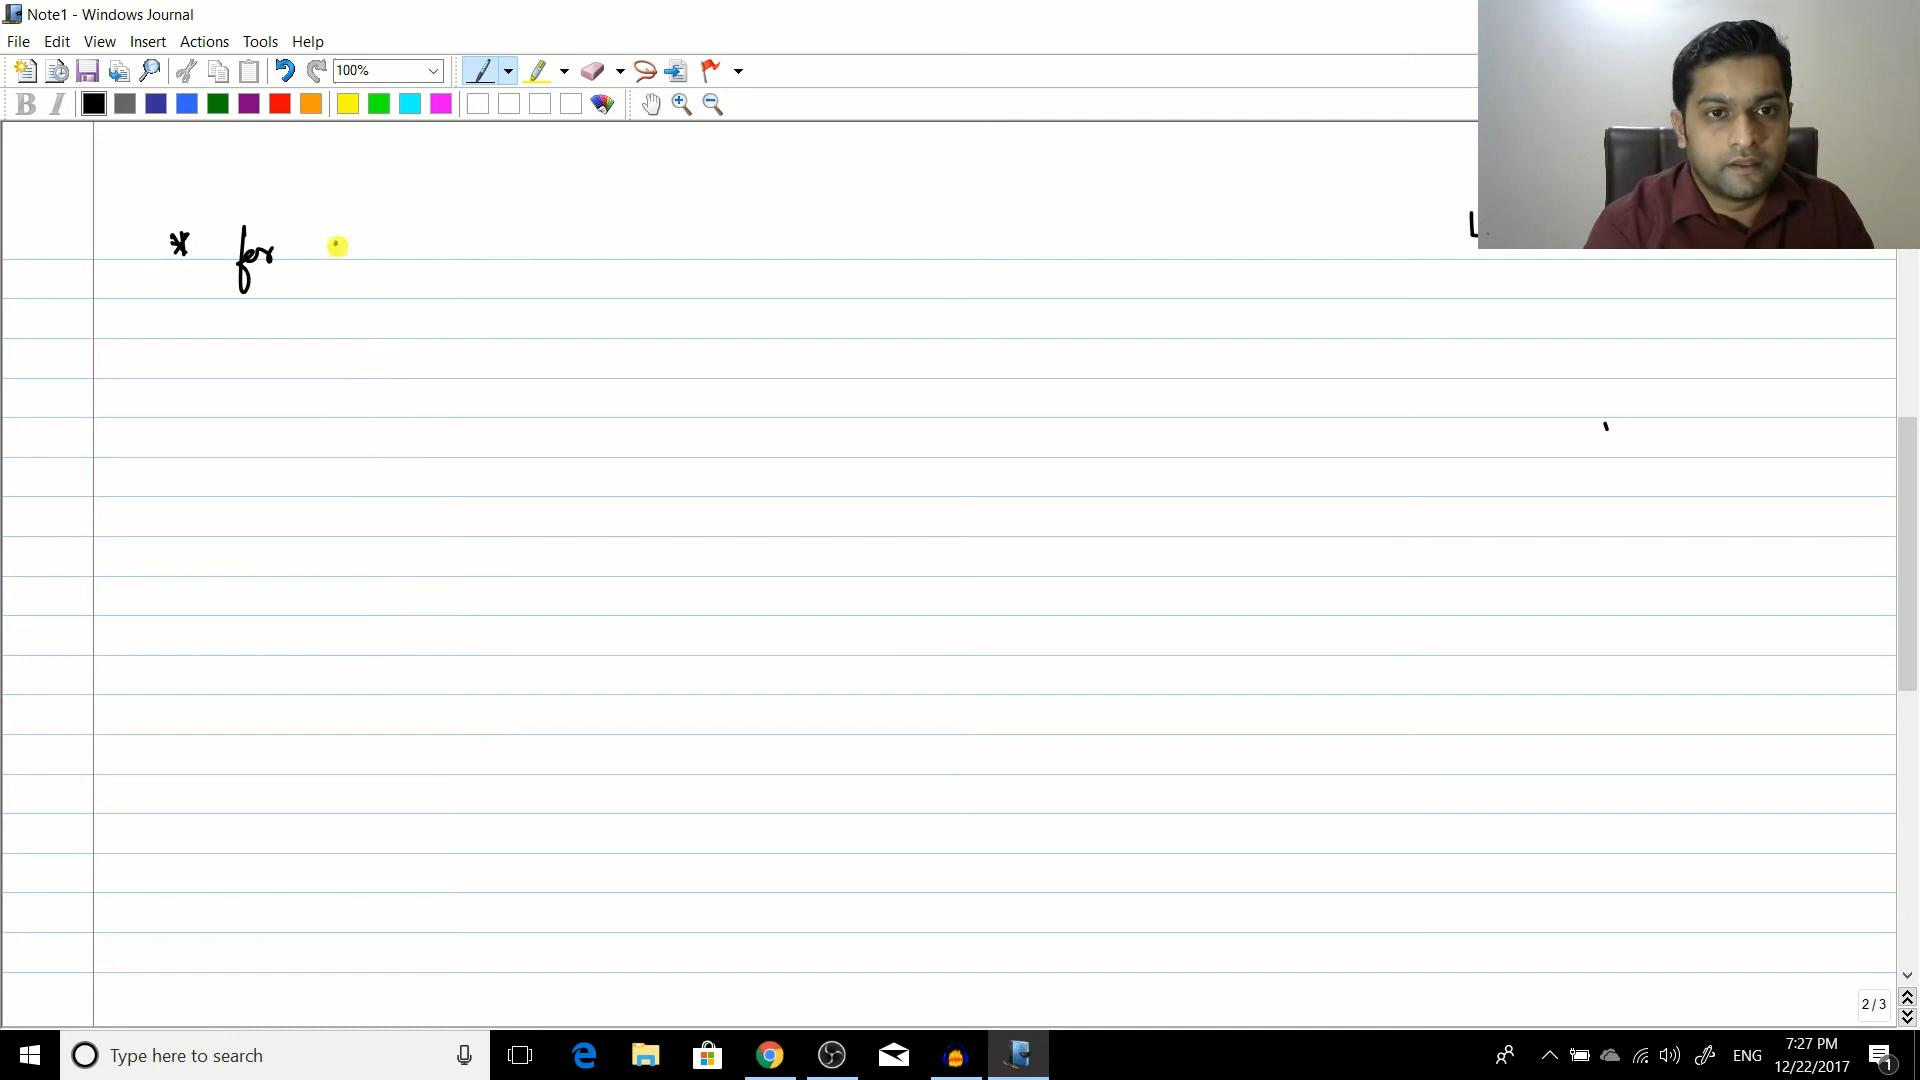 Note1 - Windows Journal
File Edit View Insert Actions Tools Help
100%
B I
* for
2 / 3
Type here to search
ENG
7:27 PM
12/22/2017
1